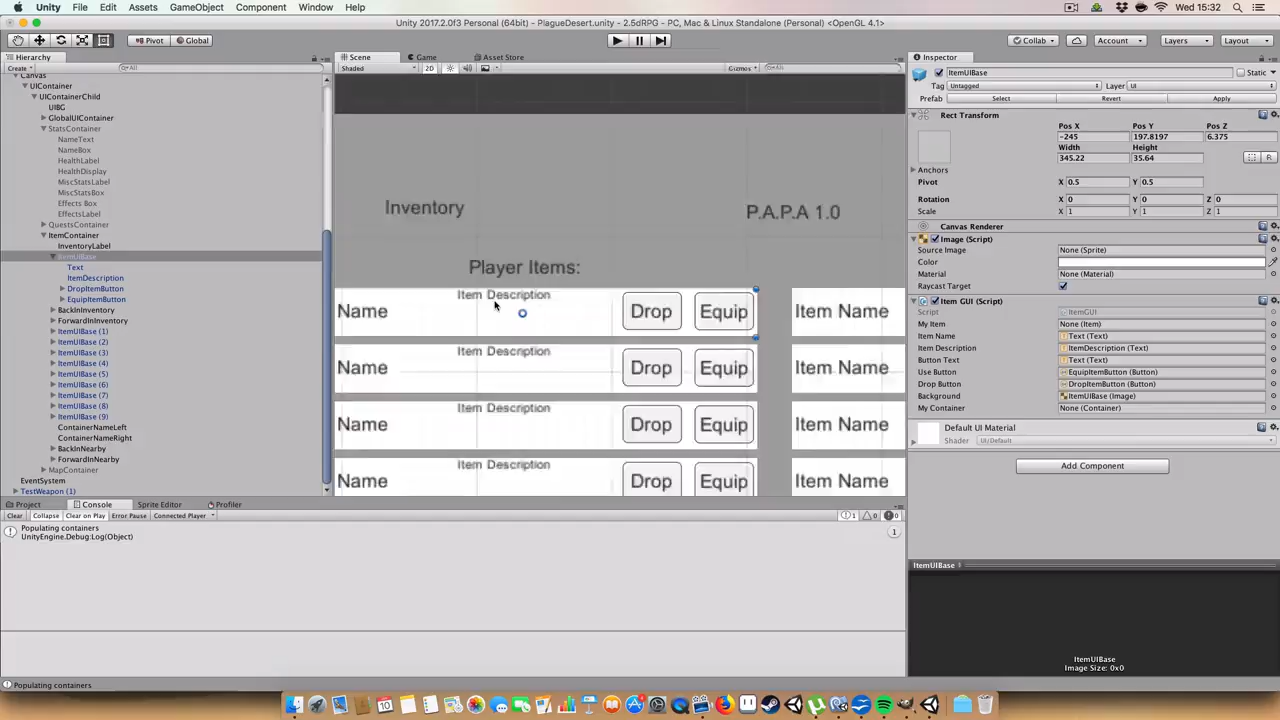 Unity File Edit Assets GameObject Component Window Help Wed 15:32
Unity 2017.2.0f3 Personal (64bit) - PlagueDesert.unity - 2.5dRPG - PC, Mac & Linux Standalone (Personal) <OpenGL 4.1>
Pivot Global Collab Account Layers Layout
Hierarchy
Create All
Canvas
UIContainer
UIContainerChild
UIBG
GlobalUIContainer
StatsContainer
NameText
NameBox
HealthLabel
HealthDisplay
MiscStatsLabel
MiscStatsBox
Effects Box
EffectsLabel
QuestsContainer
ItemContainer
InventoryLabel
ItemUIBase
Text
ItemDescription
DropItemButton
EquipItemButton
BackInventory
ForwardInventory
ItemUIBase (1)
ItemUIBase (2)
ItemUIBase (3)
ItemUIBase (4)
ItemUIBase (5)
ItemUIBase (6)
ItemUIBase (7)
ItemUIBase (8)
ItemUIBase (9)
ContainerNameLeft
ContainerNameRight
BackInNearby
ForwardInNearby
MapContainer
EventSystem
TestWeapon (1)
Scene Game Asset Store
Shaded 2D Gizmos All
Inventory P.A.P.A 1.0
Player Items:
Item Description
Name Drop Equip Item Name
Item Description
Name Drop Equip Item Name
Item Description
Name Drop Equip Item Name
Item Description
Name Drop Equip Item Name
Inspector
ItemUIBase Static
Tag Untagged Layer UI
Prefab Select Revert Apply
Rect Transform
Pos X Pos Y Pos Z
-245 197.8197 6.375
Width Height
345.22 35.64 R
Anchors
Pivot X 0.5 Y 0.5
Rotation X 0 Y 0 Z 0
Scale X 1 Y 1 Z 1
Canvas Renderer
Image (Script)
Source Image None (Sprite)
Color
Material None (Material)
Raycast Target
Item GUI (Script)
Script ItemGUI
My Item None (Item)
Item Name Text (Text)
Item Description ItemDescription (Text)
Button Text Text (Text)
Use Button EquipItemButton (Button)
Drop Button DropItemButton (Button)
Background ItemUIBase (Image)
My Container None (Container)
Default UI Material
Shader UI/Default
Add Component
ItemUIBase
ItemUIBase
Image Size: 0x0
Project Console Sprite Editor Profiler
Clear Collapse Clear on Play Error Pause Connected Player 1 0 0
Populating containers
UnityEngine.Debug:Log(Object)
1
Populating containers